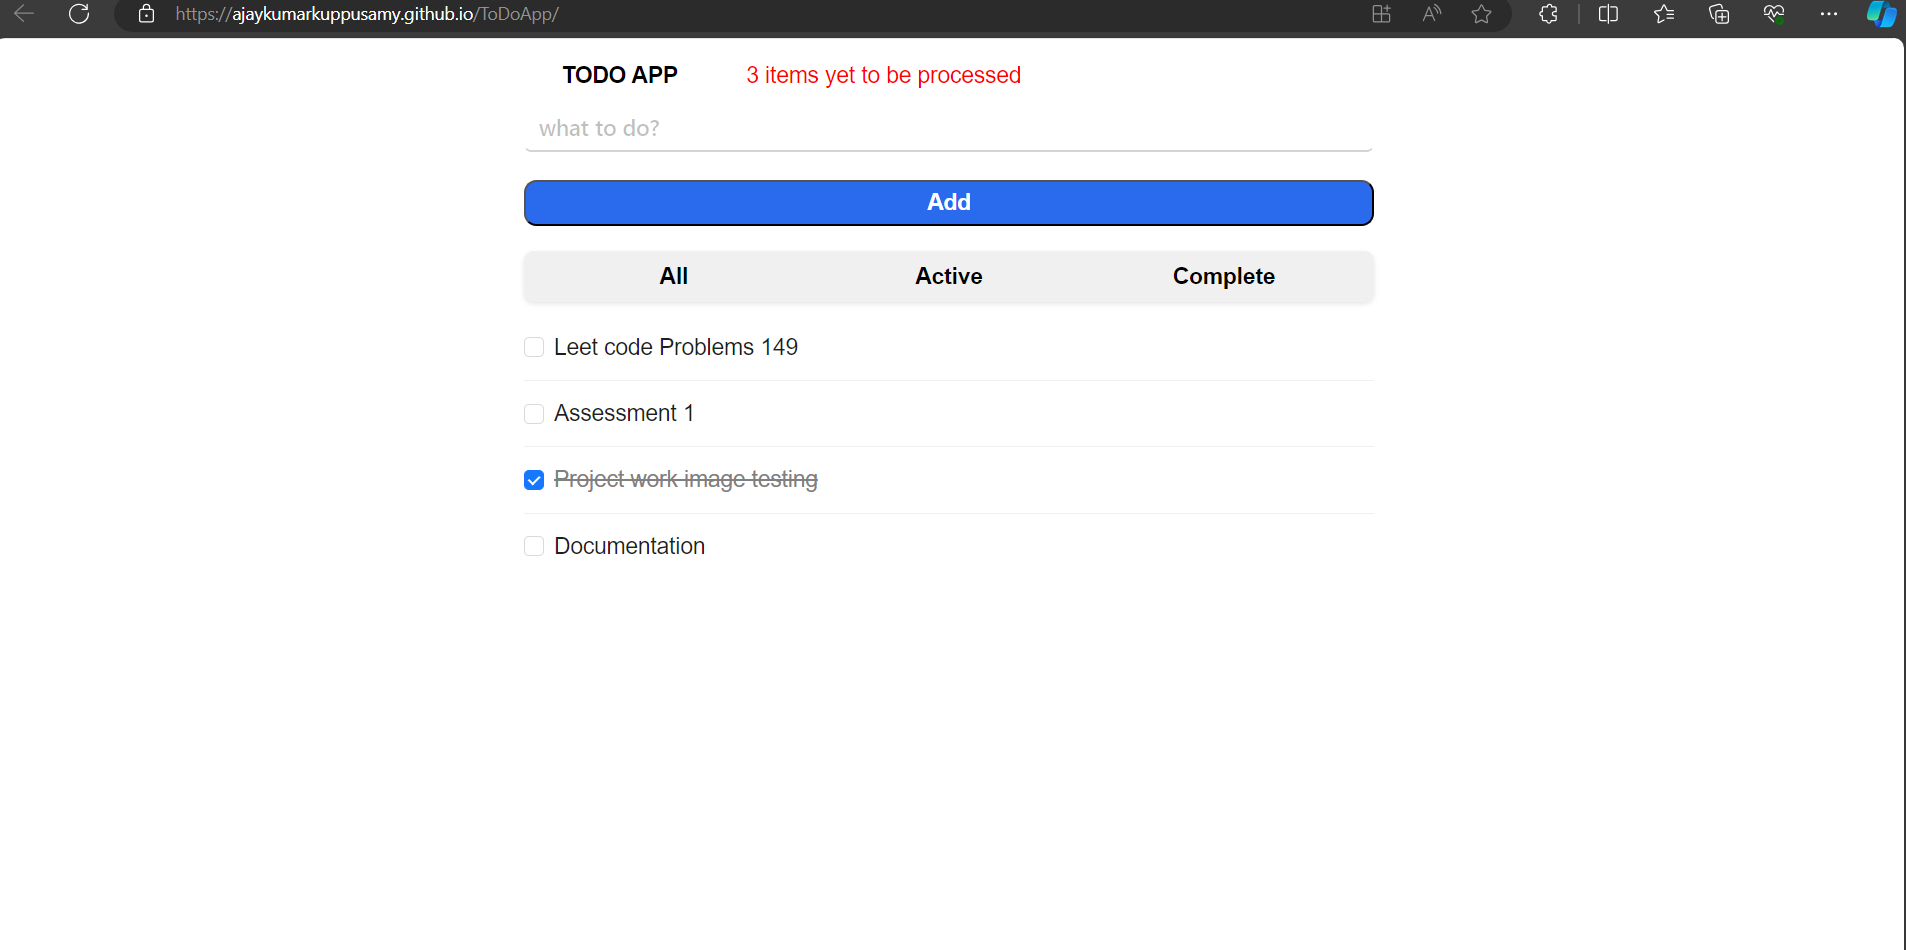 https://ajaykumarkuppusamy.github.io/ToDoApp/
TODO APP 3 items yet to be processed
what to do?
Add
All Active Complete
Leet code Problems 149
Assessment 1
Project work image testing
Documentation